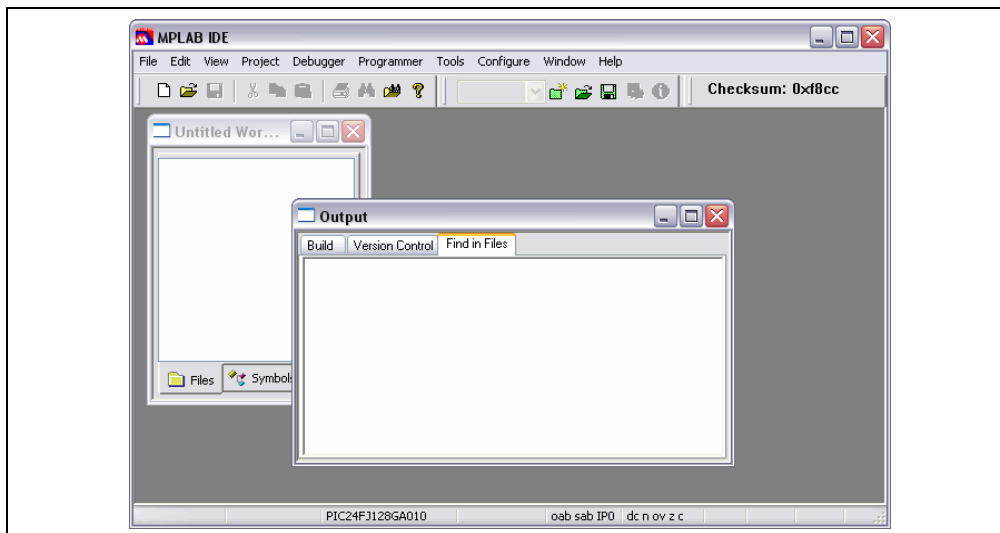 MPLAB IDE
File Edit View Project Debugger Programmer Tools Configure Window Help
Checksum: 0xf8cc
Untitled Wor...
Output
Build Version Control Find in Files
Files Symbols
PIC24FJ128GA010 oab sab IP0 dc n ov z c